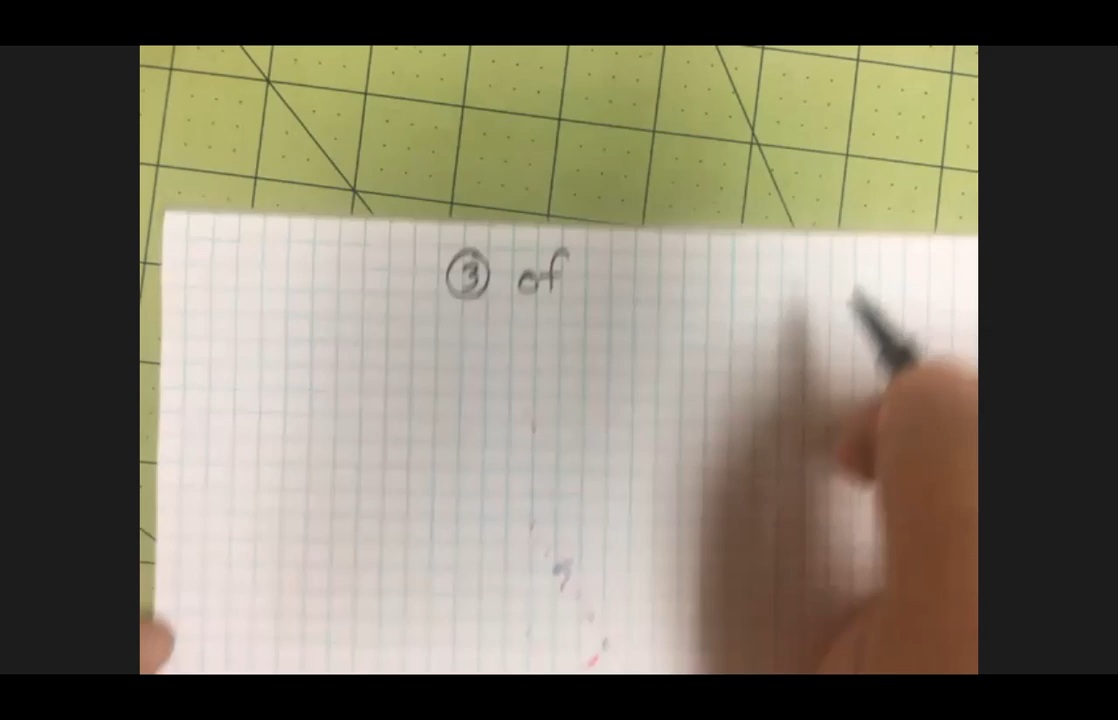 ③ of